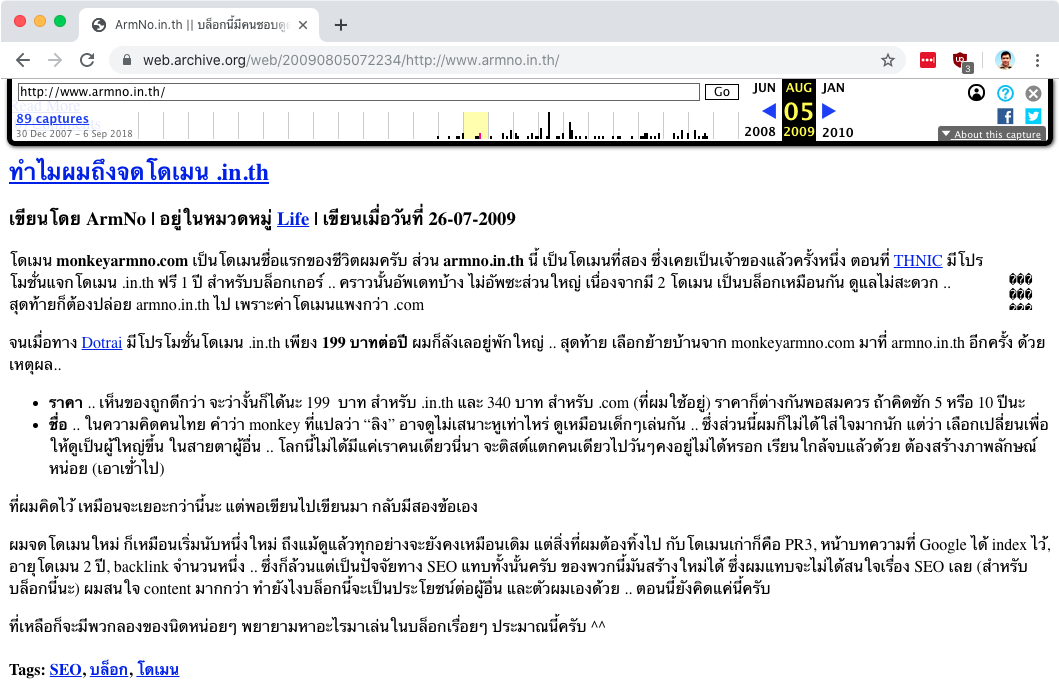 ArmNo.in.th || บล็อกนี้มีคนชอบดู
web.archive.org/web/20090805072234/http://www.armno.in.th/
3
http://www.armno.in.th/
Go
JUN AUG JAN
Read More
89 captures
05
30 Dec 2007 – 6 Sep 2018
2008 2009 2010
About this capture
ทำไมผมถึงจดโดเมน .in.th
เขียนโดย ArmNo | อยู่ในหมวดหมู่ Life | เขียนเมื่อวันที่ 26-07-2009
โดเมน monkeyarmno.com เป็นโดเมนชื่อแรกของชีวิตผมครับ ส่วน armno.in.th นี้ เป็นโดเมนที่สอง ซึ่งเคยเป็นเจ้าของแล้วครั้งหนึ่ง ตอนที่ THNIC มีโปร
โมชั่นแจกโดเมน .in.th ฟรี 1 ปี สำหรับบล็อกเกอร์ .. คราวนั้นอัพเดทบ้าง ไม่อัพซะส่วนใหญ่ เนื่องจากมี 2 โดเมน เป็นบล็อกเหมือนกัน ดูแลไม่สะดวก ..
สุดท้ายก็ต้องปล่อย armno.in.th ไป เพราะค่าโดเมนแพงกว่า .com
���
���
���
จนเมื่อทาง Dotrai มีโปรโมชั่นโดเมน .in.th เพียง 199 บาทต่อปี ผมก็ลังเลอยู่พักใหญ่ .. สุดท้าย เลือกย้ายบ้านจาก monkeyarmno.com มาที่ armno.in.th อีกครั้ง ด้วย
เหตุผล..
• ราคา .. เห็นของถูกดีกว่า จะว่างั้นก็ได้นะ 199 บาท สำหรับ .in.th และ 340 บาท สำหรับ .com (ที่ผมใช้อยู่) ราคาก็ต่างกันพอสมควร ถ้าคิดซัก 5 หรือ 10 ปีนะ
• ชื่อ .. ในความคิดคนไทย คำว่า monkey ที่แปลว่า “ลิง” อาจดูไม่เสนาะหูเท่าไหร่ ดูเหมือนเด็กๆเล่นกัน .. ซึ่งส่วนนี้ผมก็ไม่ได้ใส่ใจมากนัก แต่ว่า เลือกเปลี่ยนเพื่อ
ให้ดูเป็นผู้ใหญ่ขึ้น ในสายตาผู้อื่น .. โลกนี้ไม่ได้มีแค่เราคนเดียวนี่นา จะติสต์แตกคนเดียวไปวันๆคงอยู่ไม่ได้หรอก เรียนใกล้จบแล้วด้วย ต้องสร้างภาพลักษณ์
หน่อย (เอาเข้าไป)
ที่ผมคิดไว้ เหมือนจะเยอะกว่านี้นะ แต่พอเขียนไปเขียนมา กลับมีสองข้อเอง
ผมจดโดเมนใหม่ ก็เหมือนเริ่มนับหนึ่งใหม่ ถึงแม้ดูแล้วทุกอย่างจะยังคงเหมือนเดิม แต่สิ่งที่ผมต้องทิ้งไป กับโดเมนเก่าก็คือ PR3, หน้าบทความที่ Google ได้ index ไว้,
อายุโดเมน 2 ปี, backlink จำนวนหนึ่ง .. ซึ่งก็ล้วนแต่เป็นปัจจัยทาง SEO แทบทั้งนั้นครับ ของพวกนี้มันสร้างใหม่ได้ ซึ่งผมแทบจะไม่ได้สนใจเรื่อง SEO เลย (สำหรับ
บล็อกนี้นะ) ผมสนใจ content มากกว่า ทำยังไงบล็อกนี้จะเป็นประโยชน์ต่อผู้อื่น และตัวผมเองด้วย .. ตอนนี้ยังคิดแค่นี้ครับ
ที่เหลือก็จะมีพวกลองของนิดหน่อยๆ พยายามหาอะไรมาเล่นในบล็อกเรื่อยๆ ประมาณนี้ครับ ^^
Tags: SEO, บล็อก, โดเมน